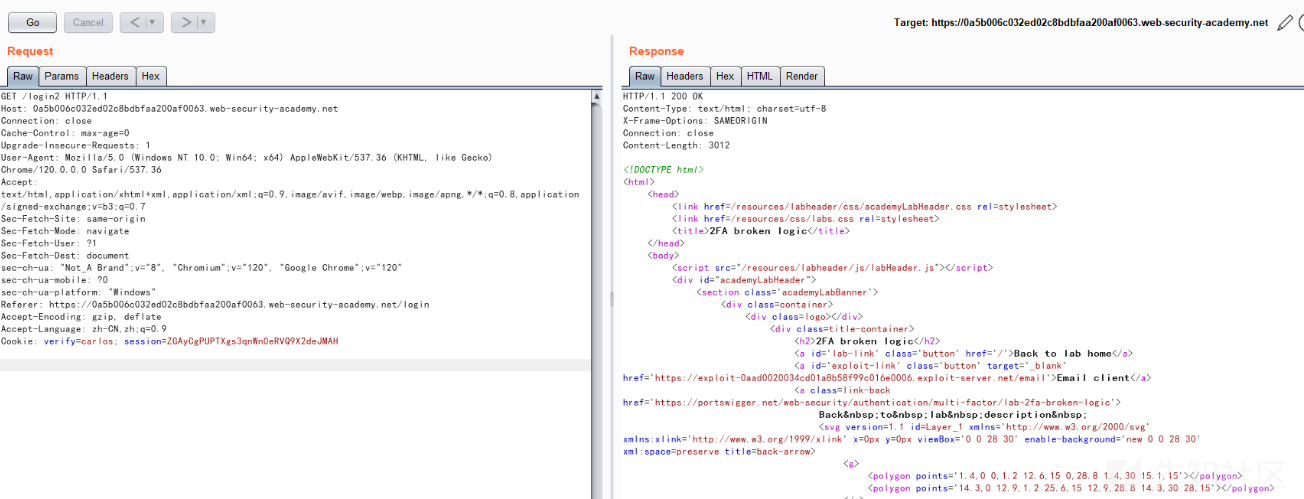 Go Cancel < > Target: https://0a5b006c032ed02c8bdbfaa200af0063.web-security-academy.net
Request
Raw Params Headers Hex
GET /login2 HTTP/1.1
Host: 0a5b006c032ed02c8bdbfaa200af0063.web-security-academy.net
Connection: close
Cache-Control: max-age=0
Upgrade-Insecure-Requests: 1
User-Agent: Mozilla/5.0 (Windows NT 10.0; Win64; x64) AppleWebKit/537.36 (KHTML, like Gecko)
Chrome/120.0.0.0 Safari/537.36
Accept:
text/html,application/xhtml+xml,application/xml;q=0.9,image/avif,image/webp,image/apng,*/*;q=0.8,application
/signed-exchange;v=b3;q=0.7
Sec-Fetch-Site: same-origin
Sec-Fetch-Mode: navigate
Sec-Fetch-User: ?1
Sec-Fetch-Dest: document
sec-ch-ua: "Not_A Brand";v="8", "Chromium";v="120", "Google Chrome";v="120"
sec-ch-ua-mobile: ?0
sec-ch-ua-platform: "Windows"
Referer: https://0a5b006c032ed02c8bdbfaa200af0063.web-security-academy.net/login
Accept-Encoding: gzip, deflate
Accept-Language: zh-CN,zh;q=0.9
Cookie: verify=carlos; session=ZGAyCgPUPTXgs3qnWnOeRVQ9X2deJMAH
Response
Raw Headers Hex HTML Render
HTTP/1.1 200 OK
Content-Type: text/html; charset=utf-8
X-Frame-Options: SAMEORIGIN
Connection: close
Content-Length: 3012
<!DOCTYPE html>
<html>
<head>
<link href=/resources/labheader/css/academyLabHeader.css rel=stylesheet>
<link href=/resources/css/labs.css rel=stylesheet>
<title>2FA broken logic</title>
</head>
<body>
<script src="/resources/labheader/js/labHeader.js"></script>
<div id="academyLabHeader">
<section class='academyLabBanner'>
<div class=container>
<div class=logo></div>
<div class=title-container>
<h2>2FA broken logic</h2>
<a id='lab-link' class='button' href='/'>Back to lab home</a>
<a id='exploit-link' class='button' target='_blank'
href='https://exploit-0aad0020034cd01a8b58f99c016e0006.exploit-server.net/email'>Email client</a>
<a class=link-back
href='https://portswigger.net/web-security/authentication/multi-factor/lab-2fa-broken-logic'>
Back&nbsp;to&nbsp;lab&nbsp;description&nbsp;
<svg version=1.1 id=Layer_1 xmlns='http://www.w3.org/2000/svg'
xmlns:xlink='http://www.w3.org/1999/xlink' x=0px y=0px viewBox='0 0 28 30' enable-background='new 0 0 28 30'
xml:space=preserve title=back-arrow>
<g>
<polygon points='1.4,0 0,1.2 12.6,15 0,28.8 1.4,30 15.1,15'></polygon>
<polygon points='14.3,0 12.9,1.2 25.6,15 12.9,28.8 14.3,30 28,15'></polygon>